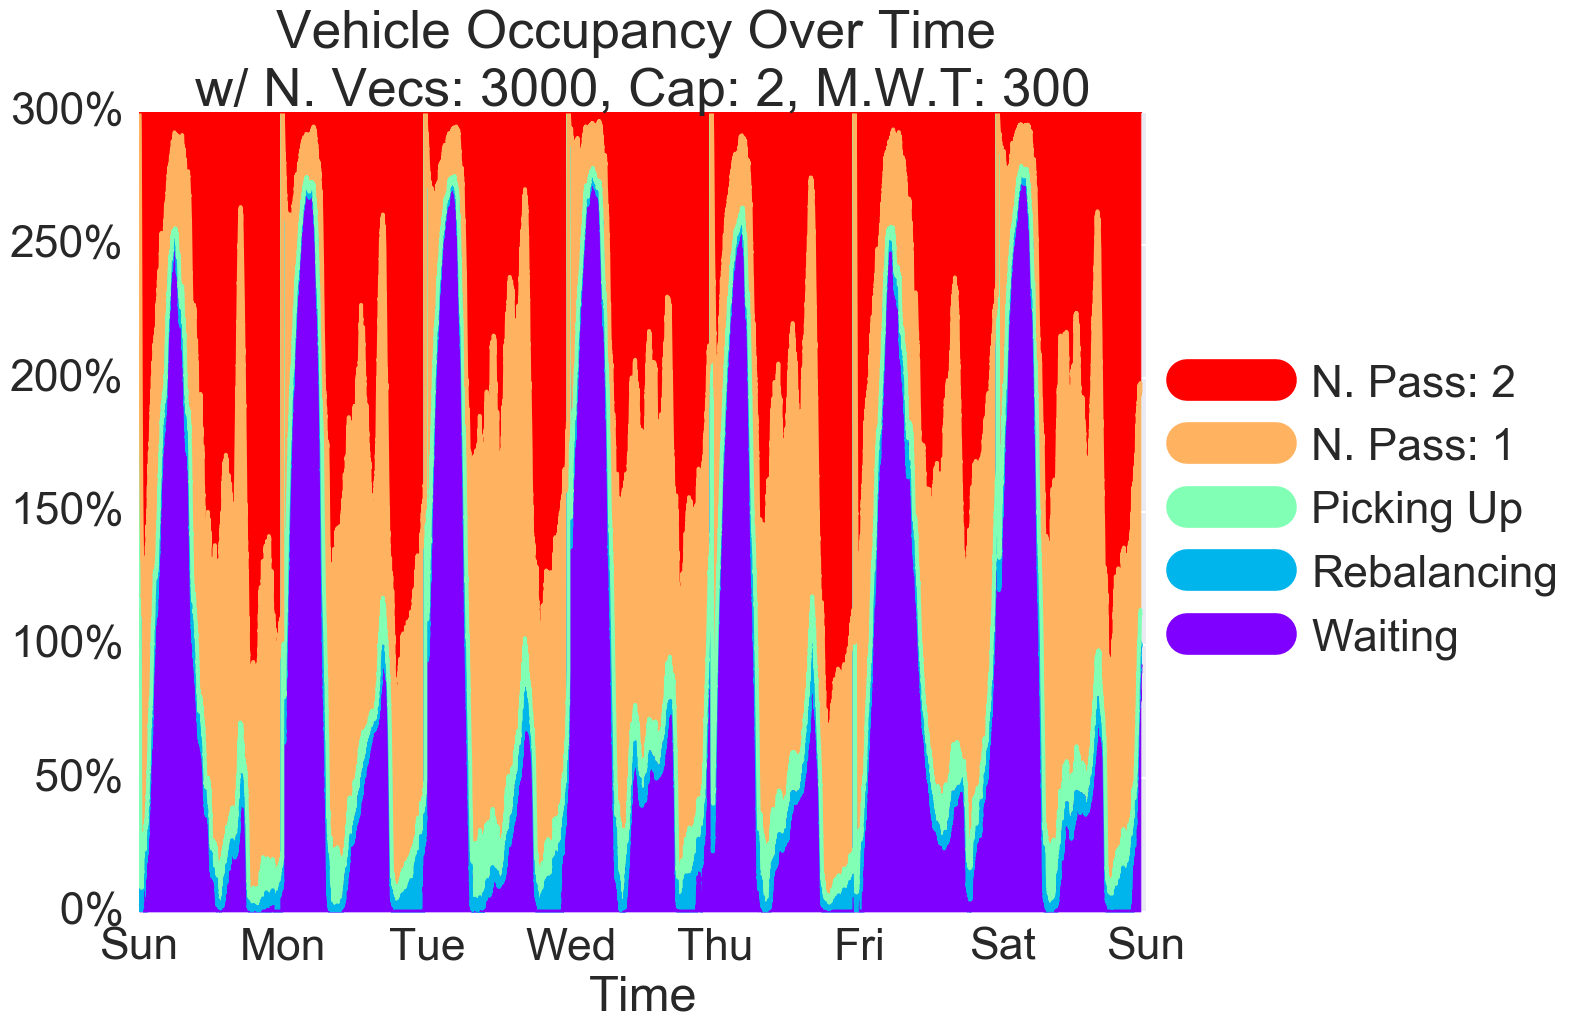 Vehicle Occupancy Over Time
w/ N. Vecs: 3000, Cap: 2, M.W.T: 300
300%
250%
200%
150%
100%
50%
0%
Sun Mon Tue Wed Thu Fri Sat Sun
Time
N. Pass: 2
N. Pass: 1
Picking Up
Rebalancing
Waiting